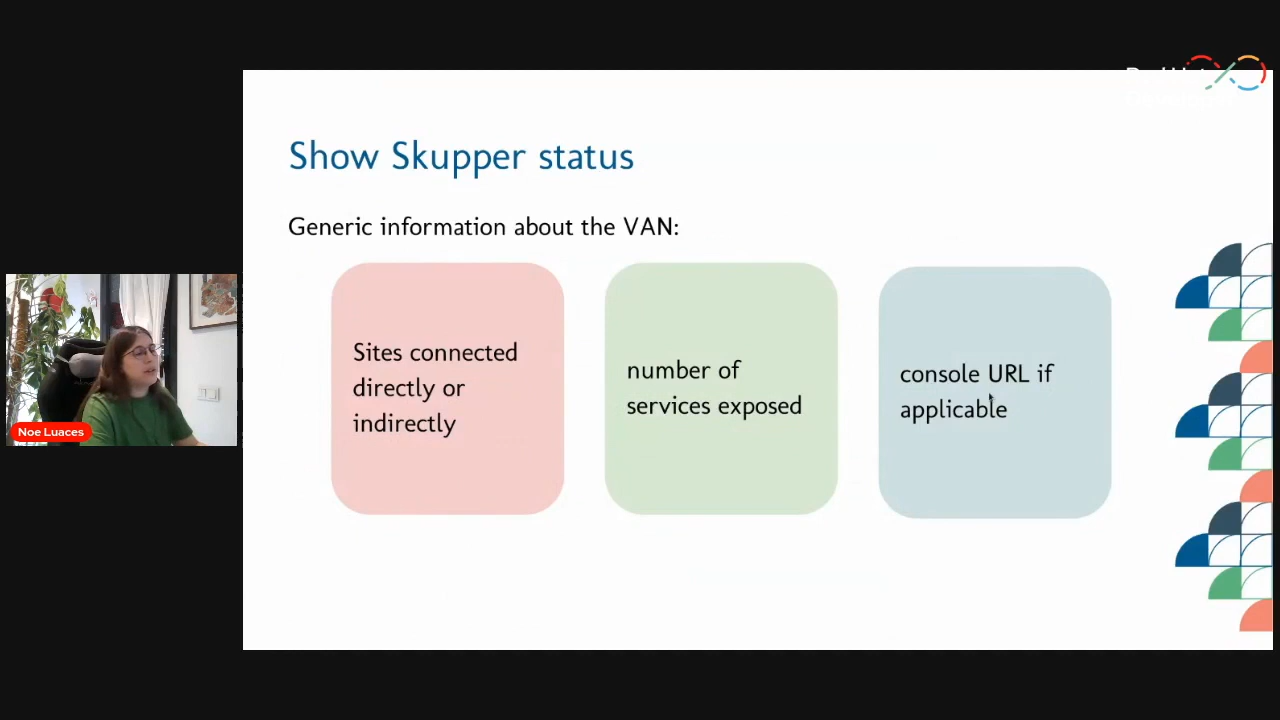 Show Skupper status
Generic information about the VAN:
Sites connected
directly or
indirectly
number of
services exposed
console URL if
applicable
Noe Luaces